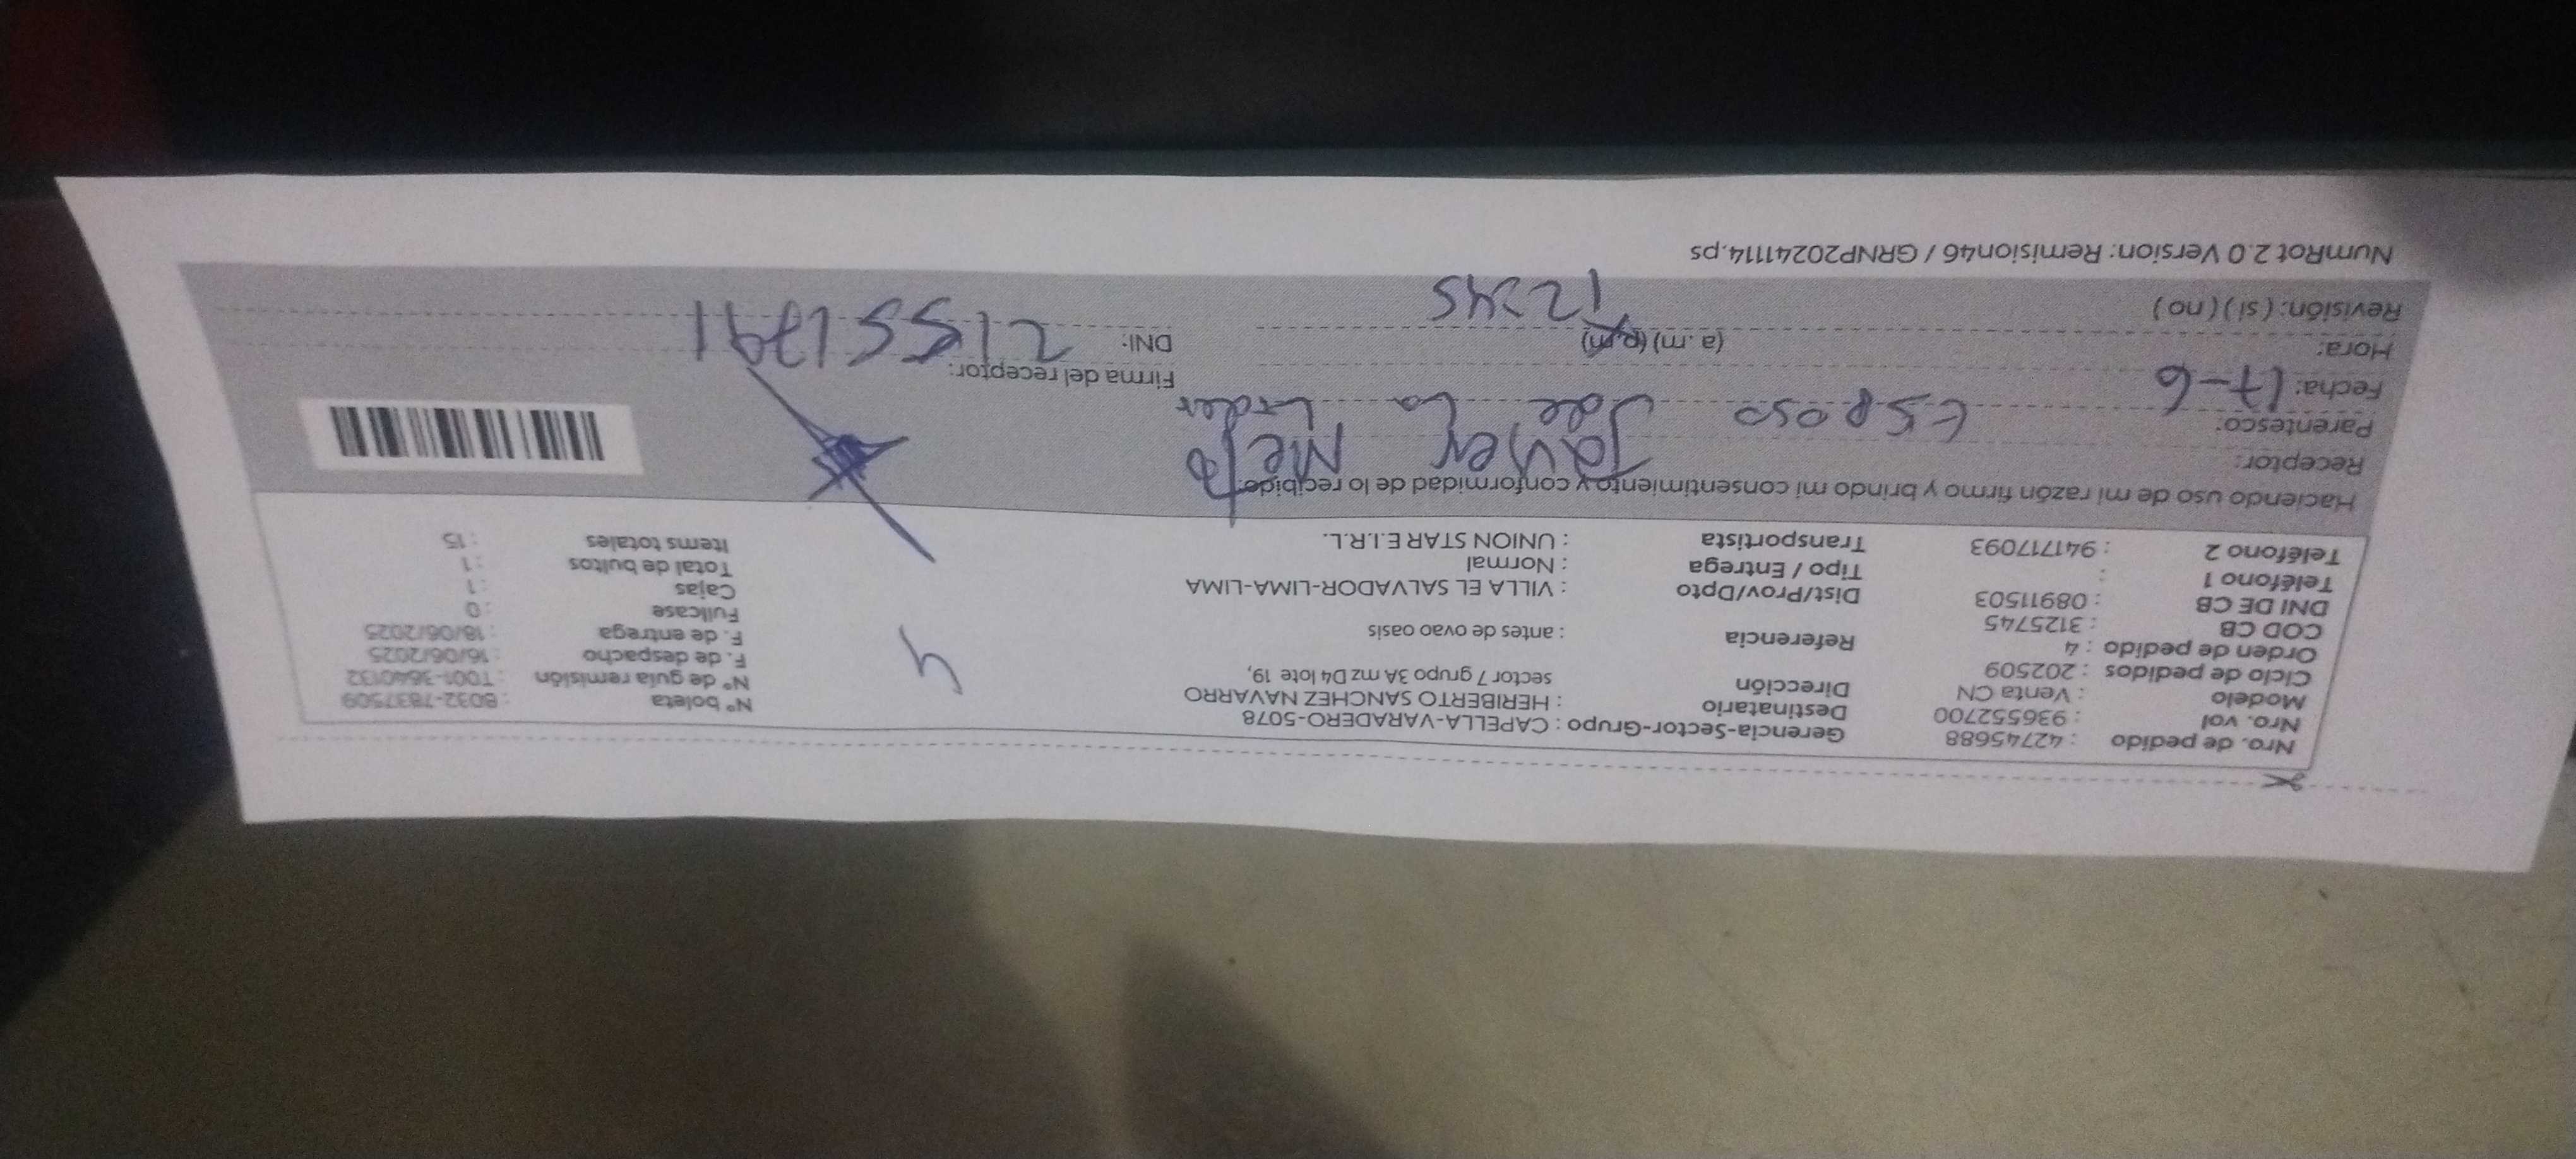 Nro. de pedido : 42745688 Gerencia-Sector-Grupo : CAPELLA-VARADERO-5078 N° boleta : B032-7837509
Nro. vol : 936552700 Destinatario : HERIBERTO SANCHEZ NAVARRO N° de guía remisión : T001-3640132
Modelo : Venta CN Dirección sector 7 grupo 3A mz D4 lote 19, F. de despacho : 16/06/2025
Ciclo de pedidos : 202509 F. de entrega : 18/06/2025
Orden de pedido : 4 Referencia : antes de ovao oasis Fullcase : 0
COD CB : 3125745 Cajas : 1
DNI DE CB : 08911503 Dist/Prov/Dpto : VILLA EL SALVADOR-LIMA-LIMA Total de bultos : 1
Teléfono 1 : Tipo / Entrega : Normal Items totales : 15
Teléfono 2 : 941717093 Transportista : UNION STAR E.I.R.L.
4
Haciendo uso de mi razón firmo y brindo mi consentimiento y conformidad de lo recibido:
Receptor: Javier
Parentesco: Esposo de la Lider
Fecha: 17-6 Firma del receptor:
Hora: (a. m) (p. m) DNI: 21551791
Revisión: ( si ) ( no ) 1245
NumRot 2.0 Version: Remision46 / GRNP20241114.ps